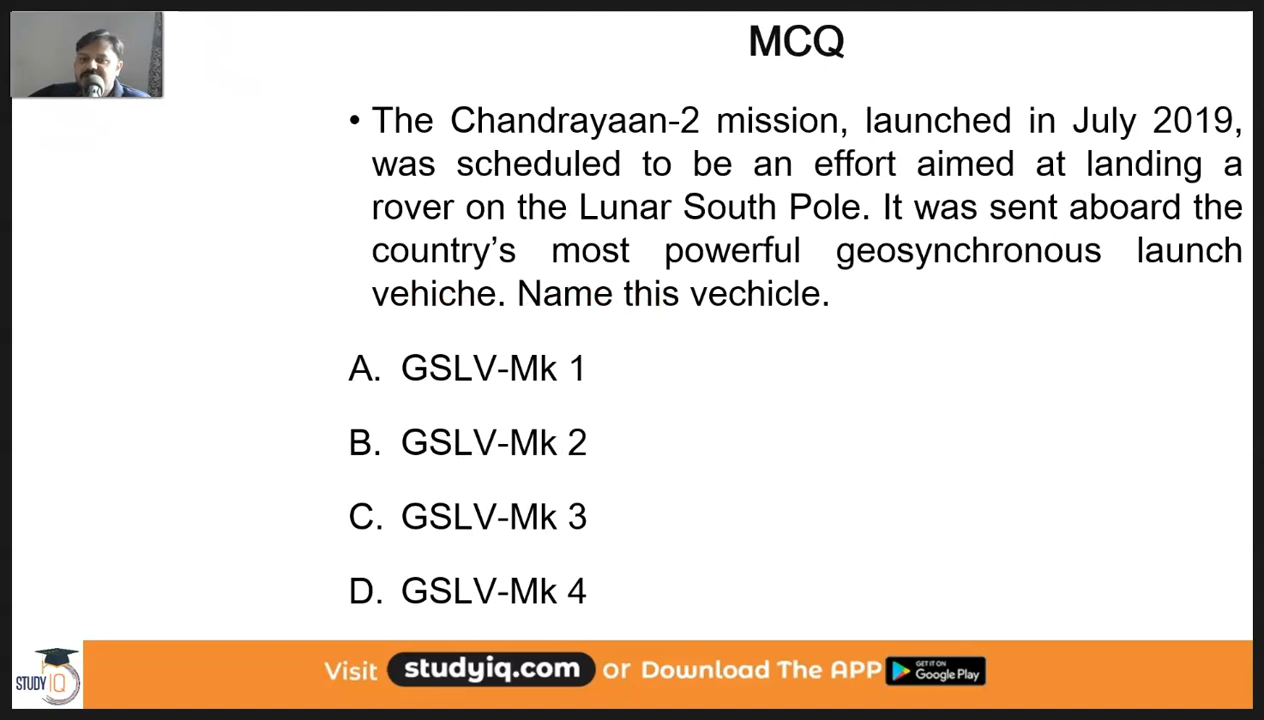 MCQ
• The Chandrayaan-2 mission, launched in July 2019,
was scheduled to be an effort aimed at landing a
rover on the Lunar South Pole. It was sent aboard the
country's most powerful geosynchronous launch
vehiche. Name this vechicle.
A. GSLV-Mk 1
B. GSLV-Mk 2
C. GSLV-Mk 3
D. GSLV-Mk 4
STUDY IQ
Visit studyiq.com or Download The APP GET IT ON Google Play